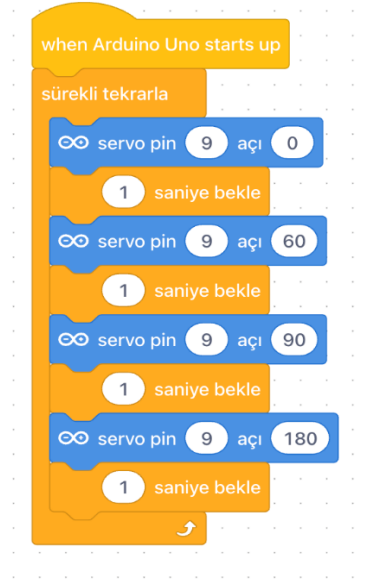 when Arduino Uno starts up
sürekli tekrarla
servo pin 9 açı 0
1 saniye bekle
servo pin 9 açı 60
1 saniye bekle
servo pin 9 açı 90
1 saniye bekle
servo pin 9 açı 180
1 saniye bekle